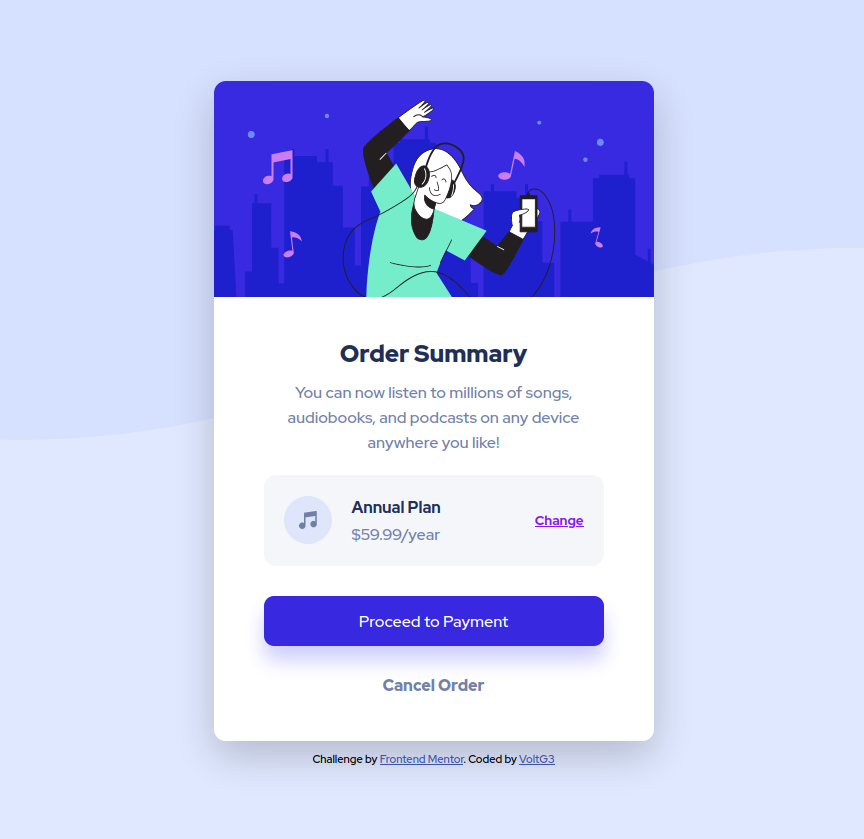 Order Summary
You can now listen to millions of songs,
audiobooks, and podcasts on any device
anywhere you like!
Annual Plan
$59.99/year
Change
Proceed to Payment
Cancel Order
Challenge by Frontend Mentor. Coded by VoltG3